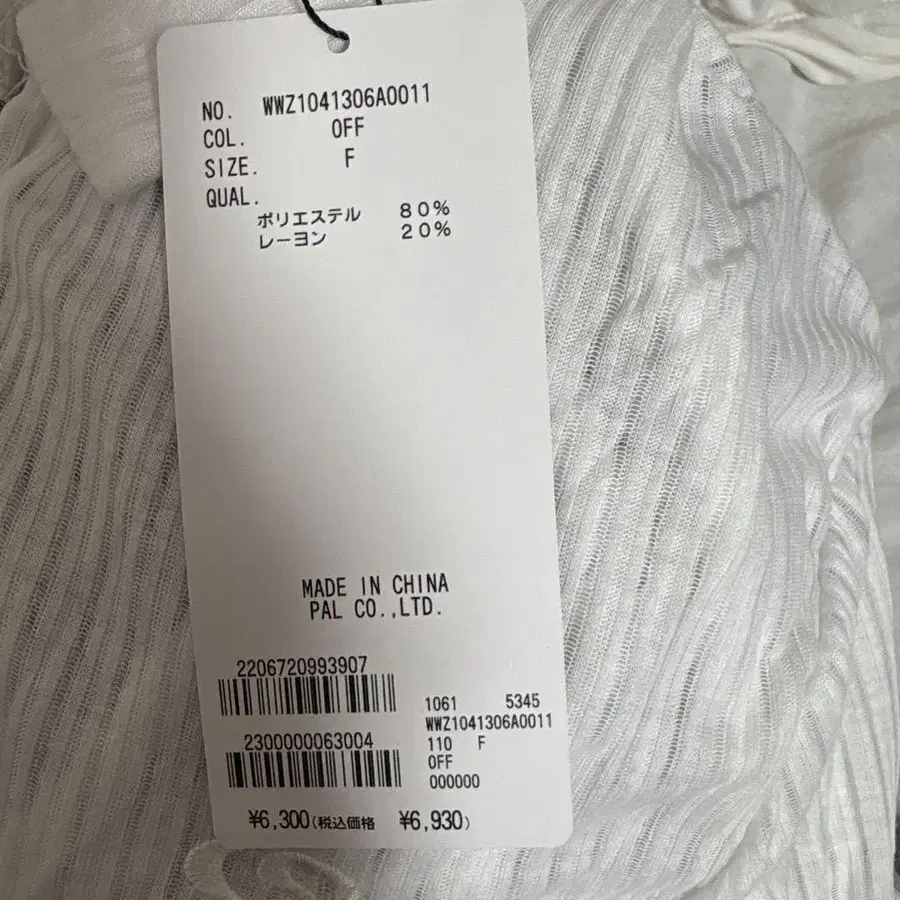 NO. WWZ1041306A0011
COL. OFF
SIZE. F
QUAL.
ポリエステル 80%
レーヨン 20%
MADE IN CHINA
PAL CO.,LTD.
2206720993907
2300000063004
1061 5345
WWZ1041306A0011
110 F
OFF
000000
¥6,300(税込価格 ¥6,930)